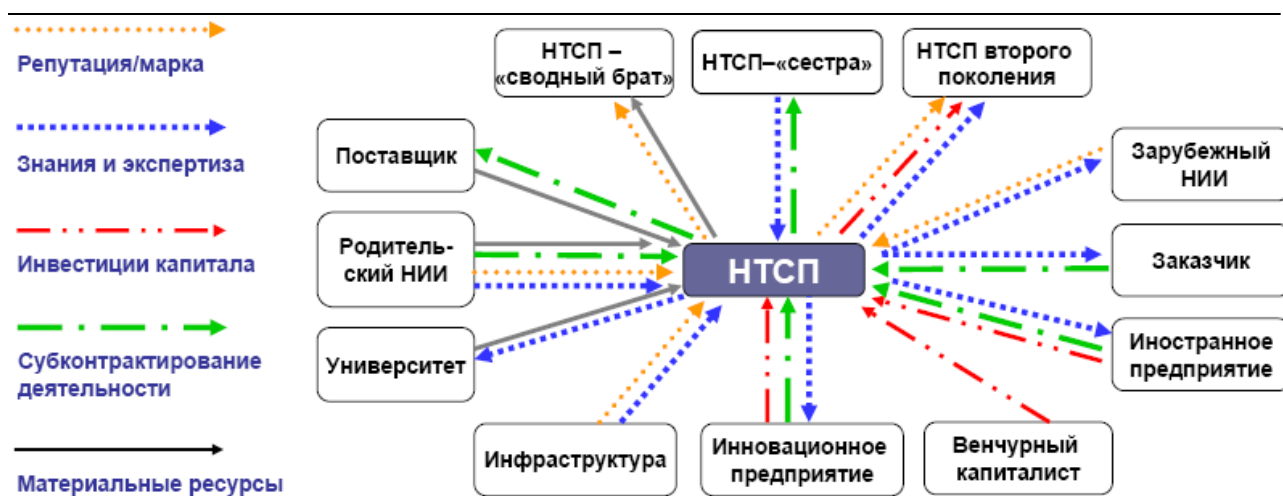 Репутация/марка
Знания и экспертиза
Инвестиции капитала
Субконтрактирование
деятельности
Материальные ресурсы
НТСП –
«сводный брат»
НТСП–«сестра»
НТСП второго
поколения
Поставщик
Родитель-
ский НИИ
Университет
НТСП
Зарубежный
НИИ
Заказчик
Иностранное
предприятие
Инфраструктура
Инновационное
предприятие
Венчурный
капиталист